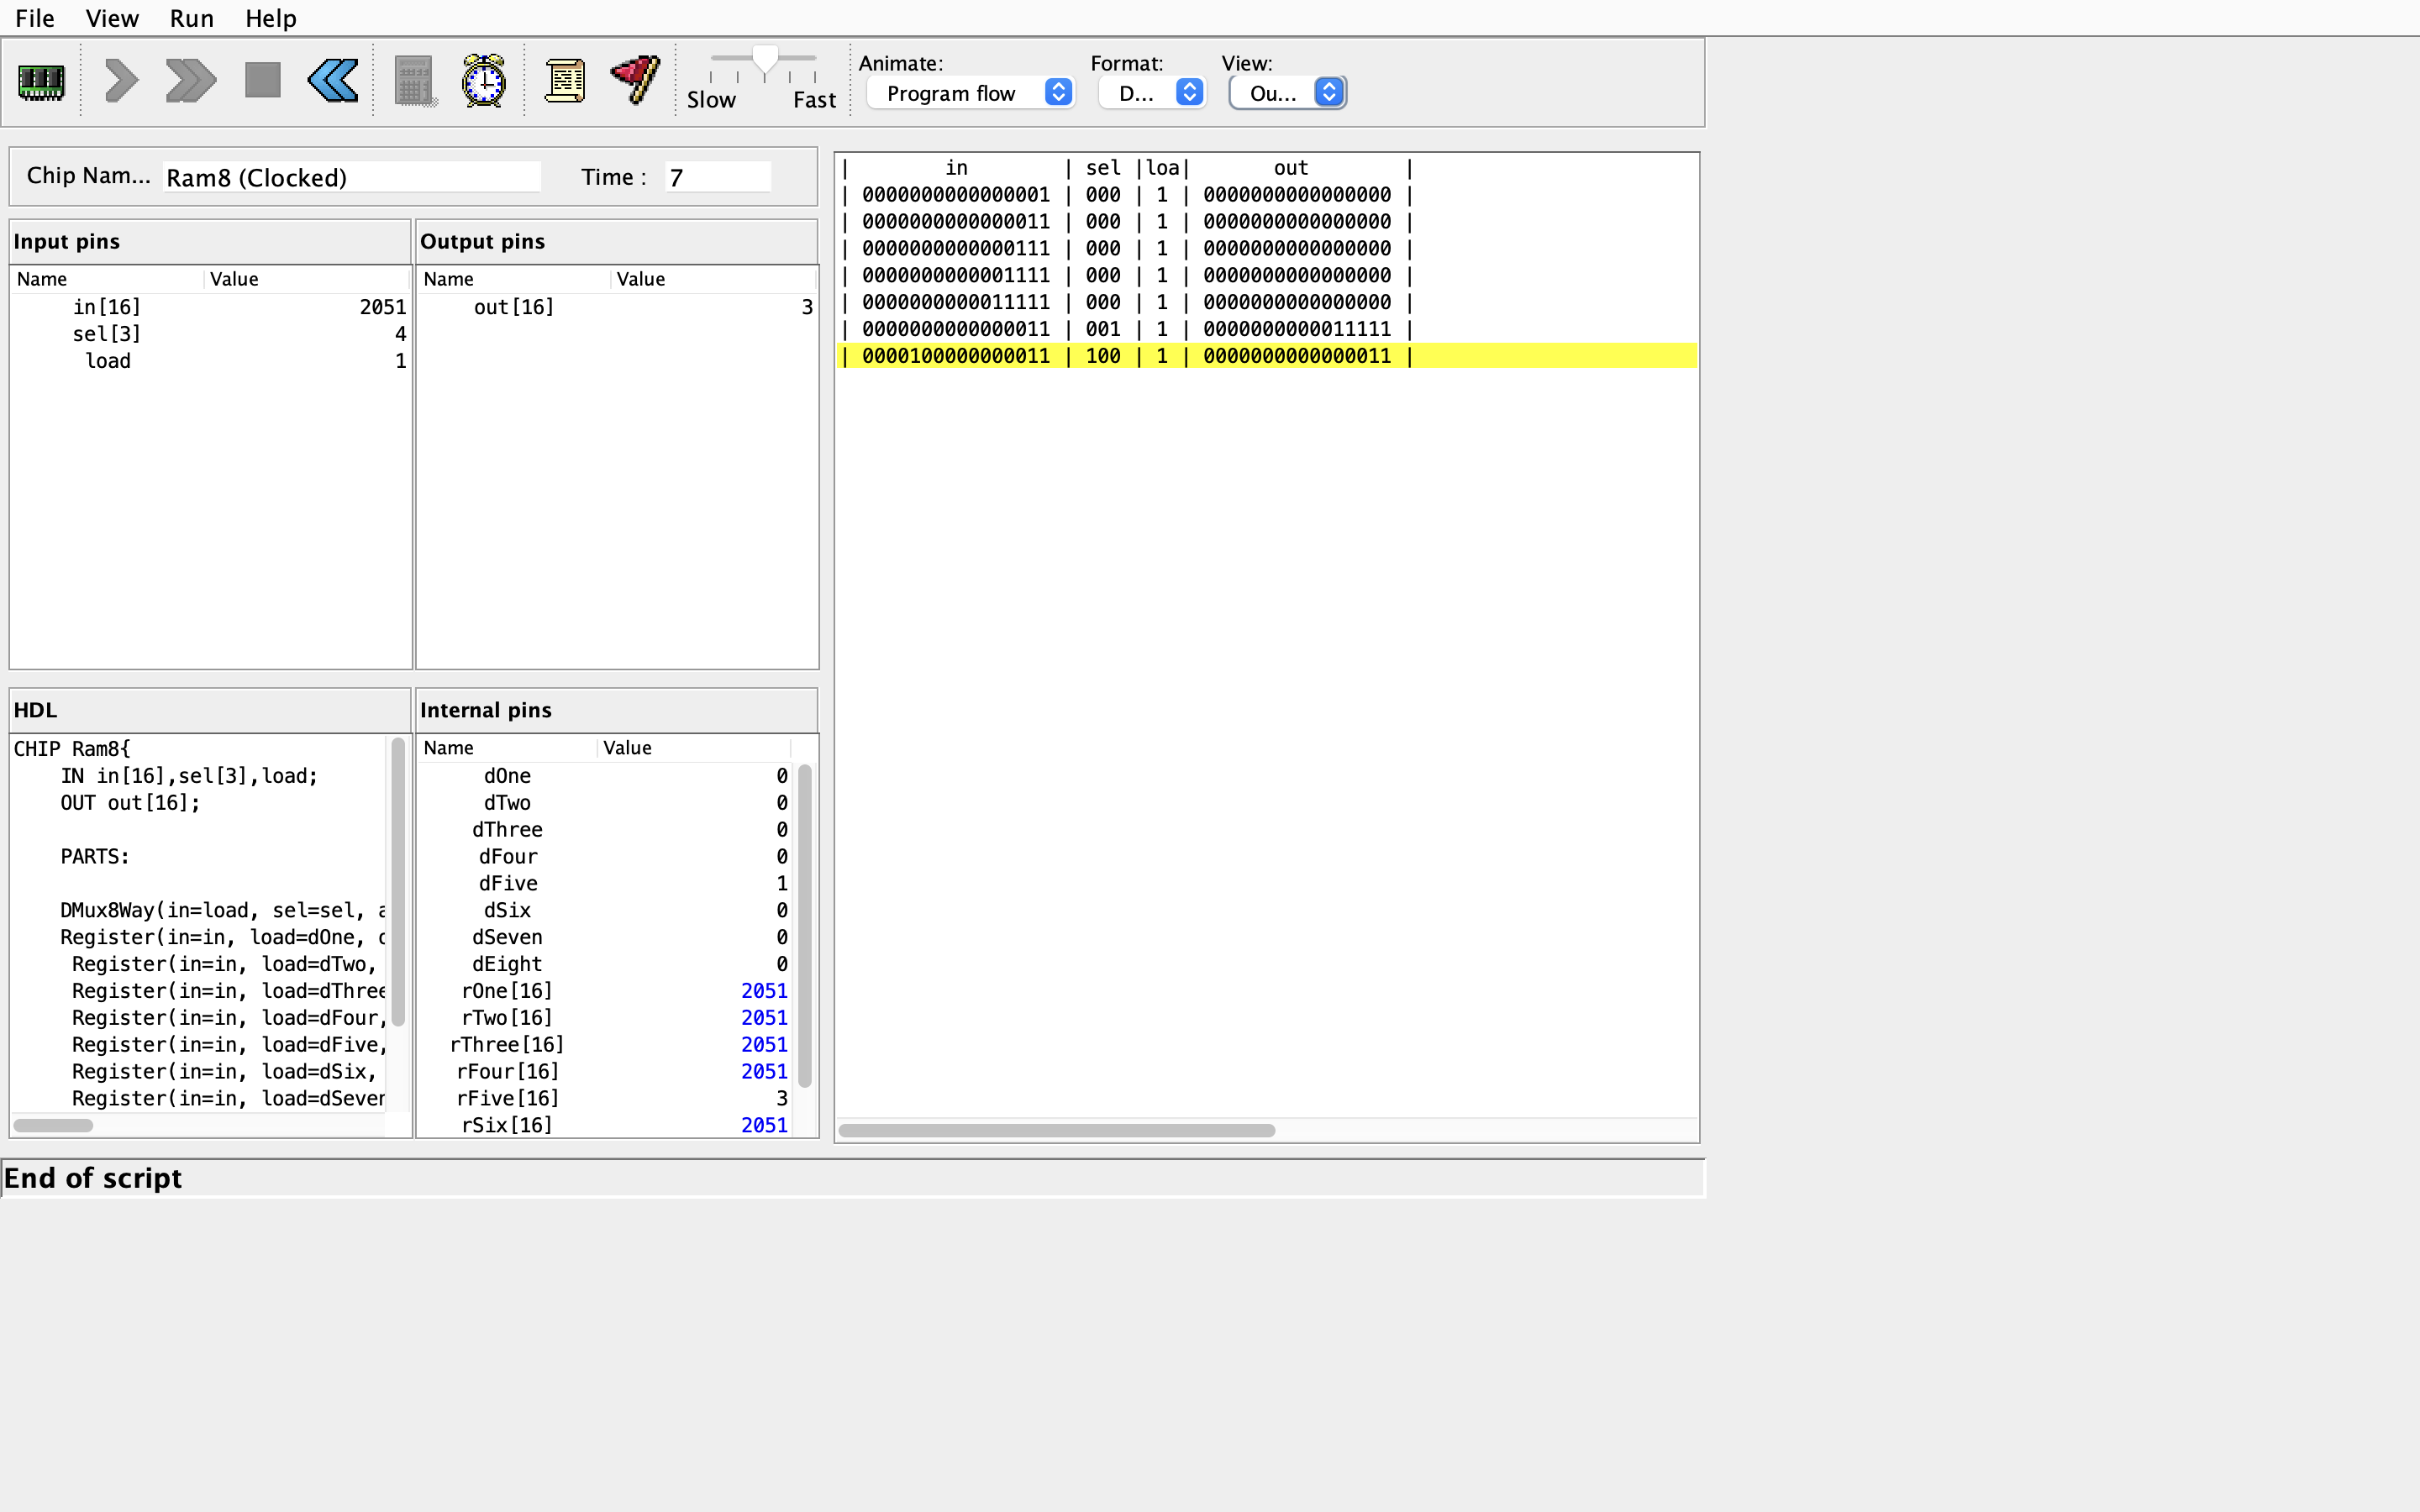 File View Run Help
Slow Fast
Animate: Format: View:
Program flow D... Ou...
Chip Nam... Ram8 (Clocked) Time : 7
Input pins
Name Value
in[16] 2051
sel[3] 4
load 1
Output pins
Name Value
out[16] 3
HDL
CHIP Ram8{
IN in[16],sel[3],load;
OUT out[16];
PARTS:
DMux8Way(in=load, sel=sel,
Register(in=in, load=dOne,
Register(in=in, load=dTwo,
Register(in=in, load=dThree
Register(in=in, load=dFour,
Register(in=in, load=dFive,
Register(in=in, load=dSix,
Register(in=in, load=dSeven
Internal pins
Name Value
dOne 0
dTwo 0
dThree 0
dFour 0
dFive 1
dSix 0
dSeven 0
dEight 0
rOne[16] 2051
rTwo[16] 2051
rThree[16] 2051
rFour[16] 2051
rFive[16] 3
rSix[16] 2051
| in | sel |loa| out |
| 0000000000000001 | 000 | 1 | 0000000000000000 |
| 0000000000000011 | 000 | 1 | 0000000000000000 |
| 0000000000000111 | 000 | 1 | 0000000000000000 |
| 0000000000001111 | 000 | 1 | 0000000000000000 |
| 0000000000011111 | 000 | 1 | 0000000000000000 |
| 0000000000000011 | 001 | 1 | 0000000000011111 |
| 0000100000000011 | 100 | 1 | 0000000000000011 |
End of script